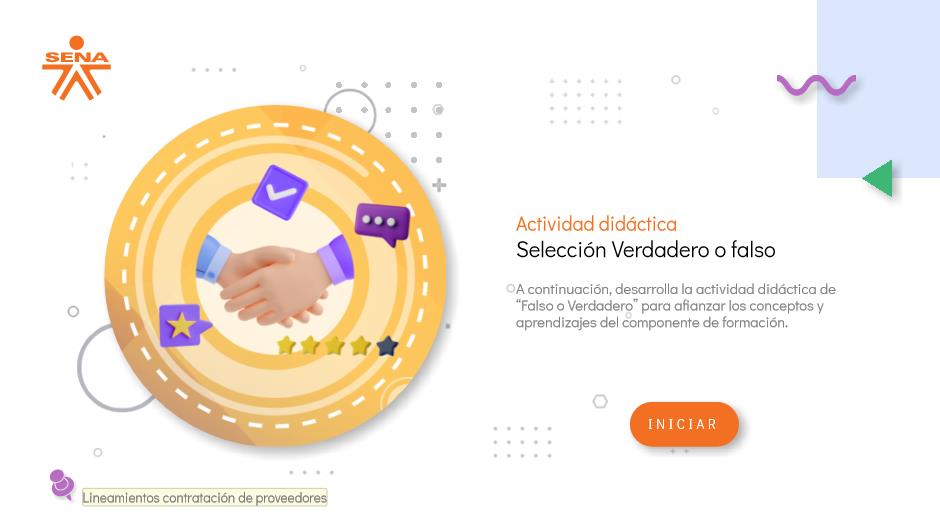 SENA
Actividad didáctica
Selección Verdadero o falso
A continuación, desarrolla la actividad didáctica de
“Falso o Verdadero” para afianzar los conceptos y
aprendizajes del componente de formación.
INICIAR
Lineamientos contratación de proveedores